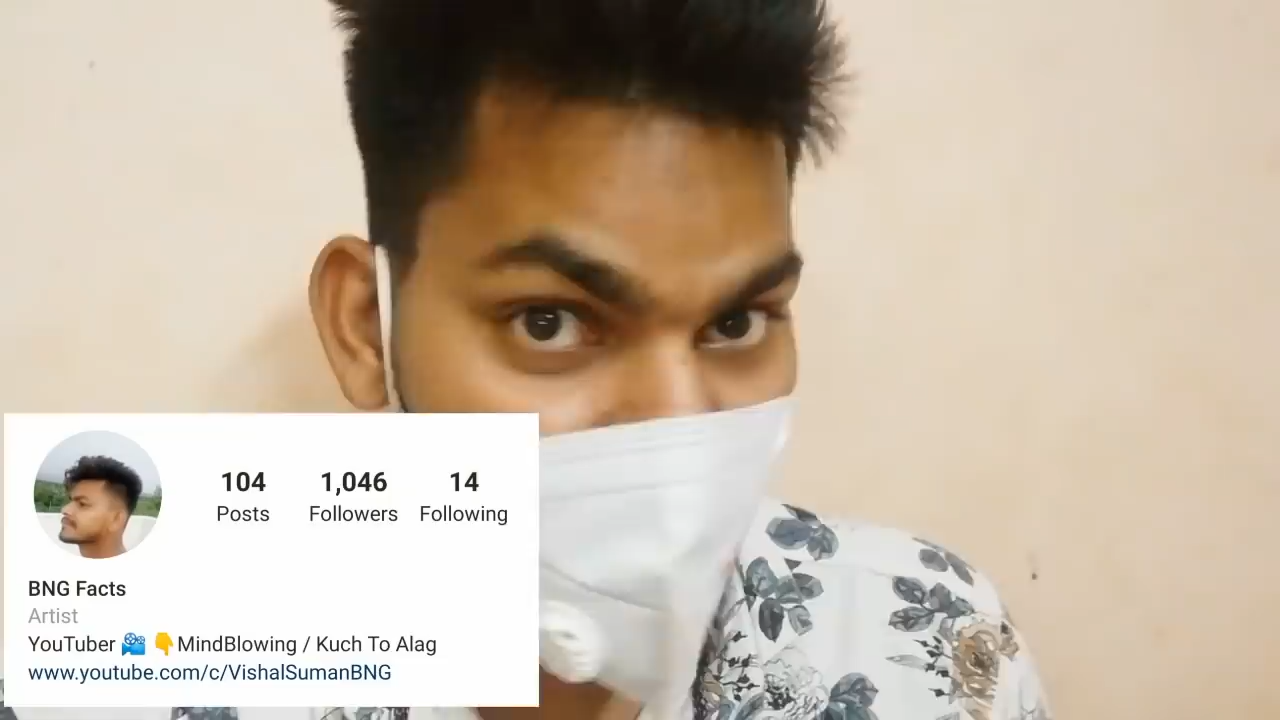 104 1,046 14
Posts Followers Following
BNG Facts
Artist
YouTuber 🎦 👇MindBlowing / Kuch To Alag
www.youtube.com/c/VishalSumanBNG